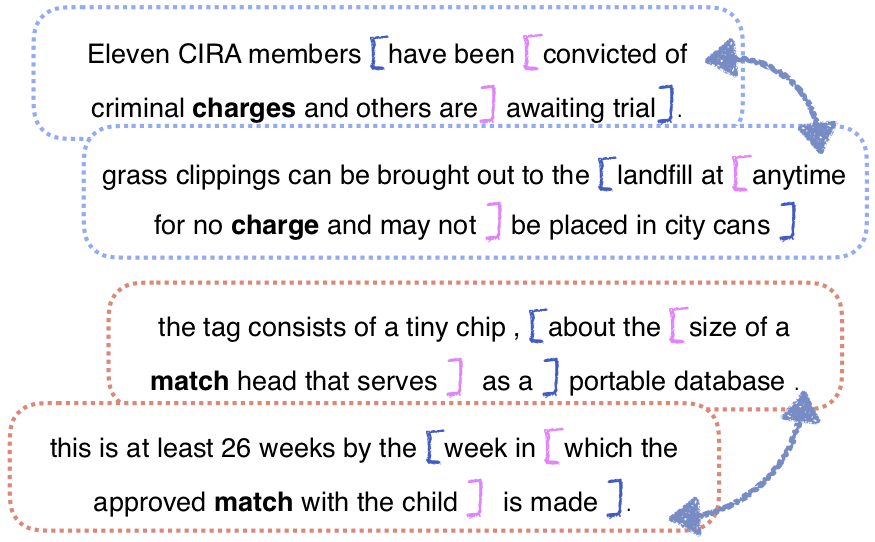 Eleven CIRA members [have been [convicted of
criminal charges and others are] awaiting trial].
grass clippings can be brought out to the [landfill at [anytime
for no charge and may not ] be placed in city cans ]
the tag consists of a tiny chip , [about the [size of a
match head that serves ] as a ] portable database .
this is at least 26 weeks by the [week in [which the
approved match with the child ] is made ].